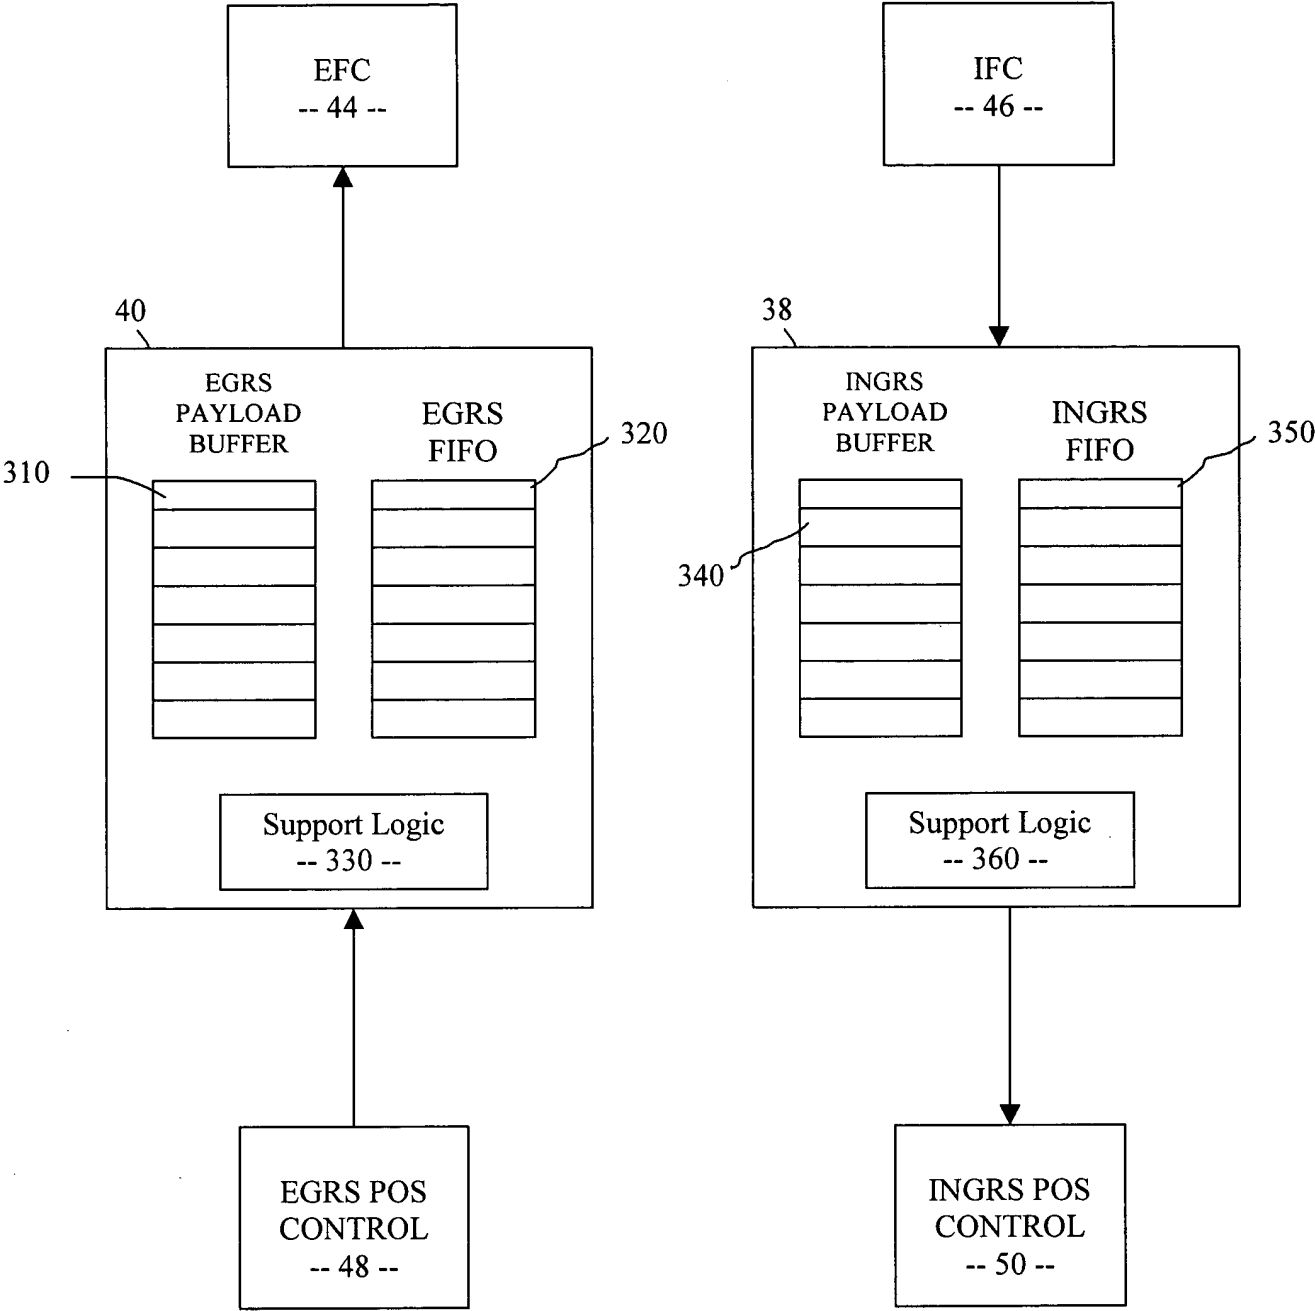 EFC
-- 44 --
IFC
-- 46 --
40
EGRS
PAYLOAD
BUFFER
EGRS
FIFO
320
310
Support Logic
-- 330 --
38
INGRS
PAYLOAD
BUFFER
INGRS
FIFO
350
340
Support Logic
-- 360 --
EGRS POS
CONTROL
-- 48 --
INGRS POS
CONTROL
-- 50 --